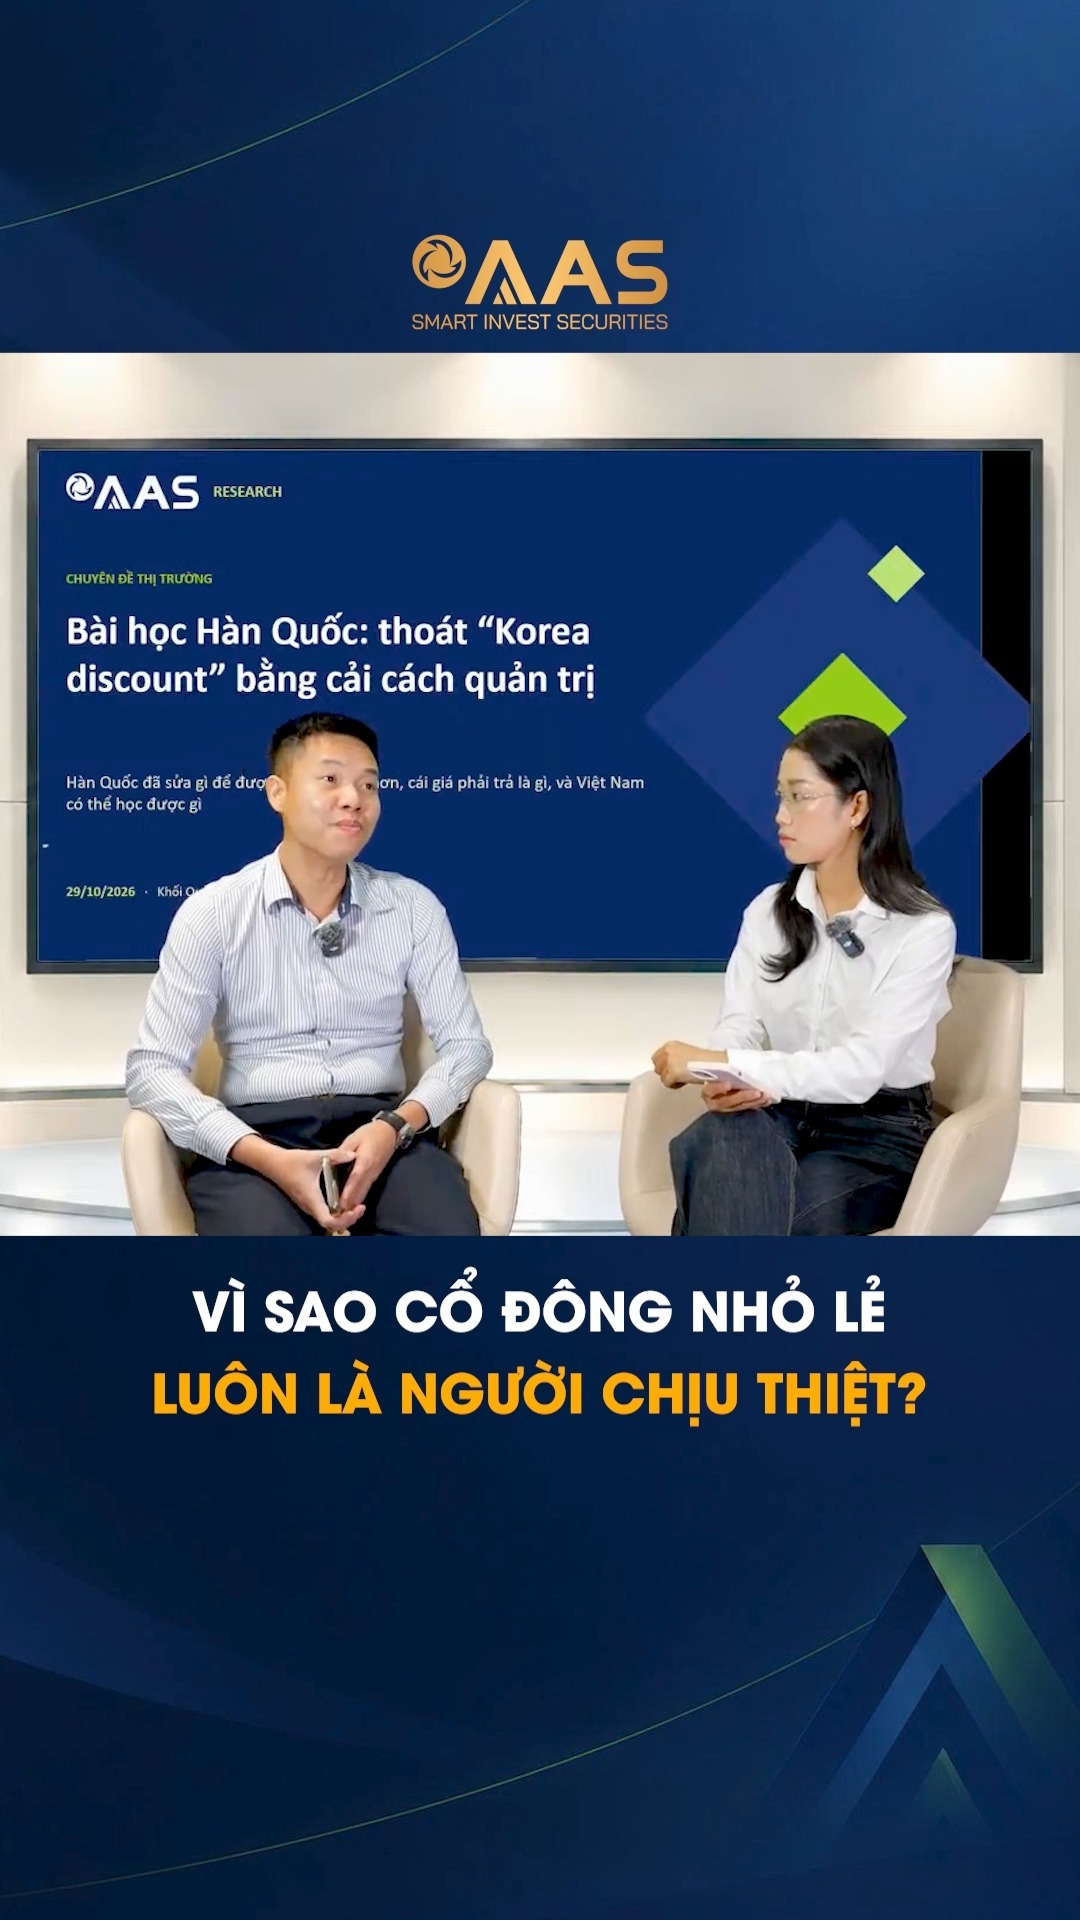 AAS
SMART INVEST SECURITIES
AAS RESEARCH
CHUYÊN ĐỀ THỊ TRƯỜNG
Bài học Hàn Quốc: thoát “Korea
discount” bằng cải cách quản trị
Hàn Quốc đã sửa gì để cái giá phải trả là gì, và Việt Nam
có thể học được gì
29/10/2026 · Khối
VÌ SAO CỔ ĐÔNG NHỎ LẺ
LUÔN LÀ NGƯỜI CHỊU THIỆT?